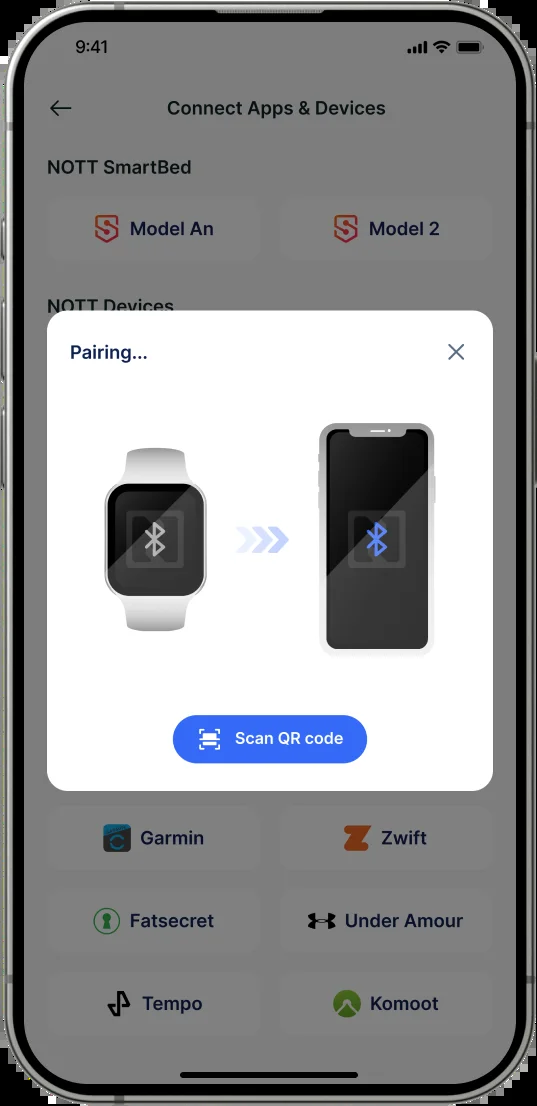 9:41
Connect Apps & Devices
NOTT SmartBed
Model An
Model 2
NOTT Devices
Pairing...
Scan QR code
Garmin
Zwift
Fatsecret
Under Amour
Tempo
Komoot